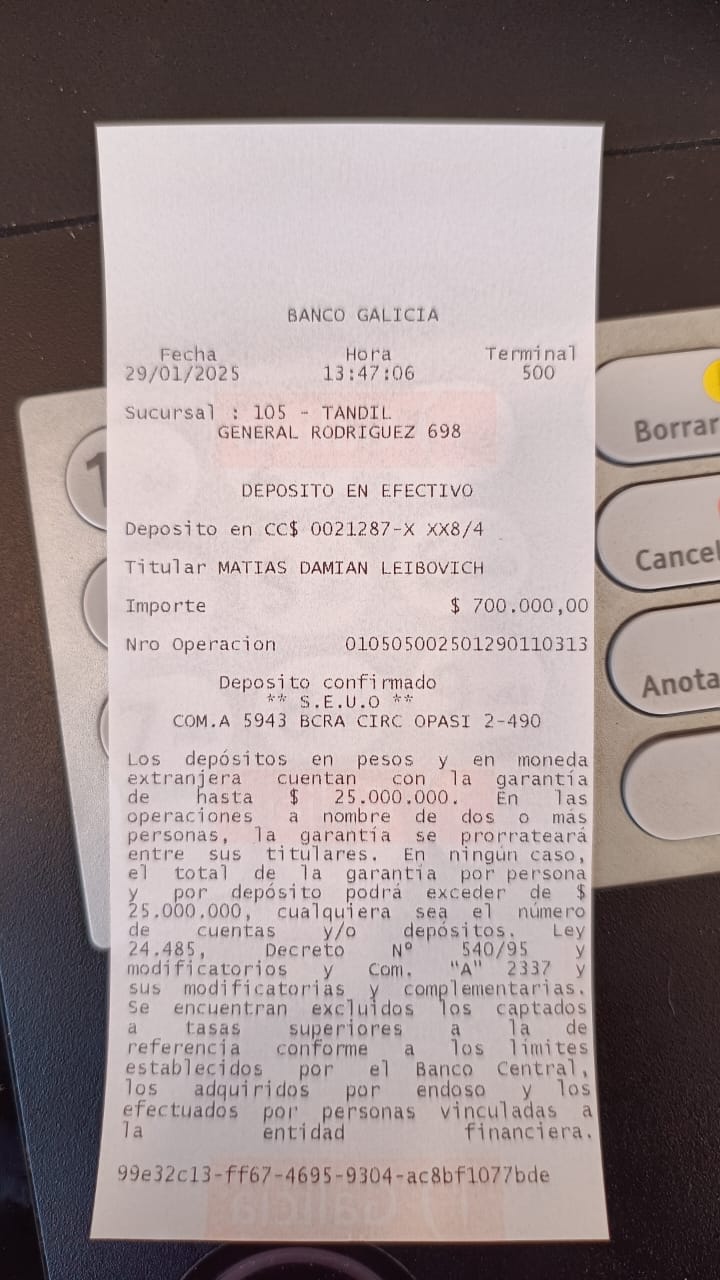 BANCO GALICIA
Fecha Hora Terminal
29/01/2025 13:47:06 500
Sucursal : 105 - TANDIL
GENERAL RODRIGUEZ 698
DEPOSITO EN EFECTIVO
Deposito en CC$ 0021287-X XX8/4
Titular MATIAS DAMIAN LEIBOVICH
Importe $ 700.000,00
Nro Operacion 010505002501290110313
Deposito confirmado
** S.E.U.O **
COM.A 5943 BCRA CIRC OPASI 2-490
Los depósitos en pesos y en moneda
extranjera cuentan con la garantía
de hasta $ 25.000.000. En las
operaciones a nombre de dos o más
personas, la garantía se prorrateará
entre sus titulares. En ningún caso,
el total de la garantía por persona
y por depósito podrá exceder de $
25.000.000, cualquiera sea el número
de cuentas y/o depósitos. Ley
24.485, Decreto Nº 540/95 y
modificatorios y Com. "A" 2337 y
sus modificatorias y complementarias.
Se encuentran excluidos los captados
a tasas superiores a la de
referencia conforme a los límites
establecidos por el Banco Central,
los adquiridos por endoso y los
efectuados por personas vinculadas a
la entidad financiera.
99e32c13-ff67-4695-9304-ac8bf1077bde
Galicia
1
Borrar
Cancel
Anota